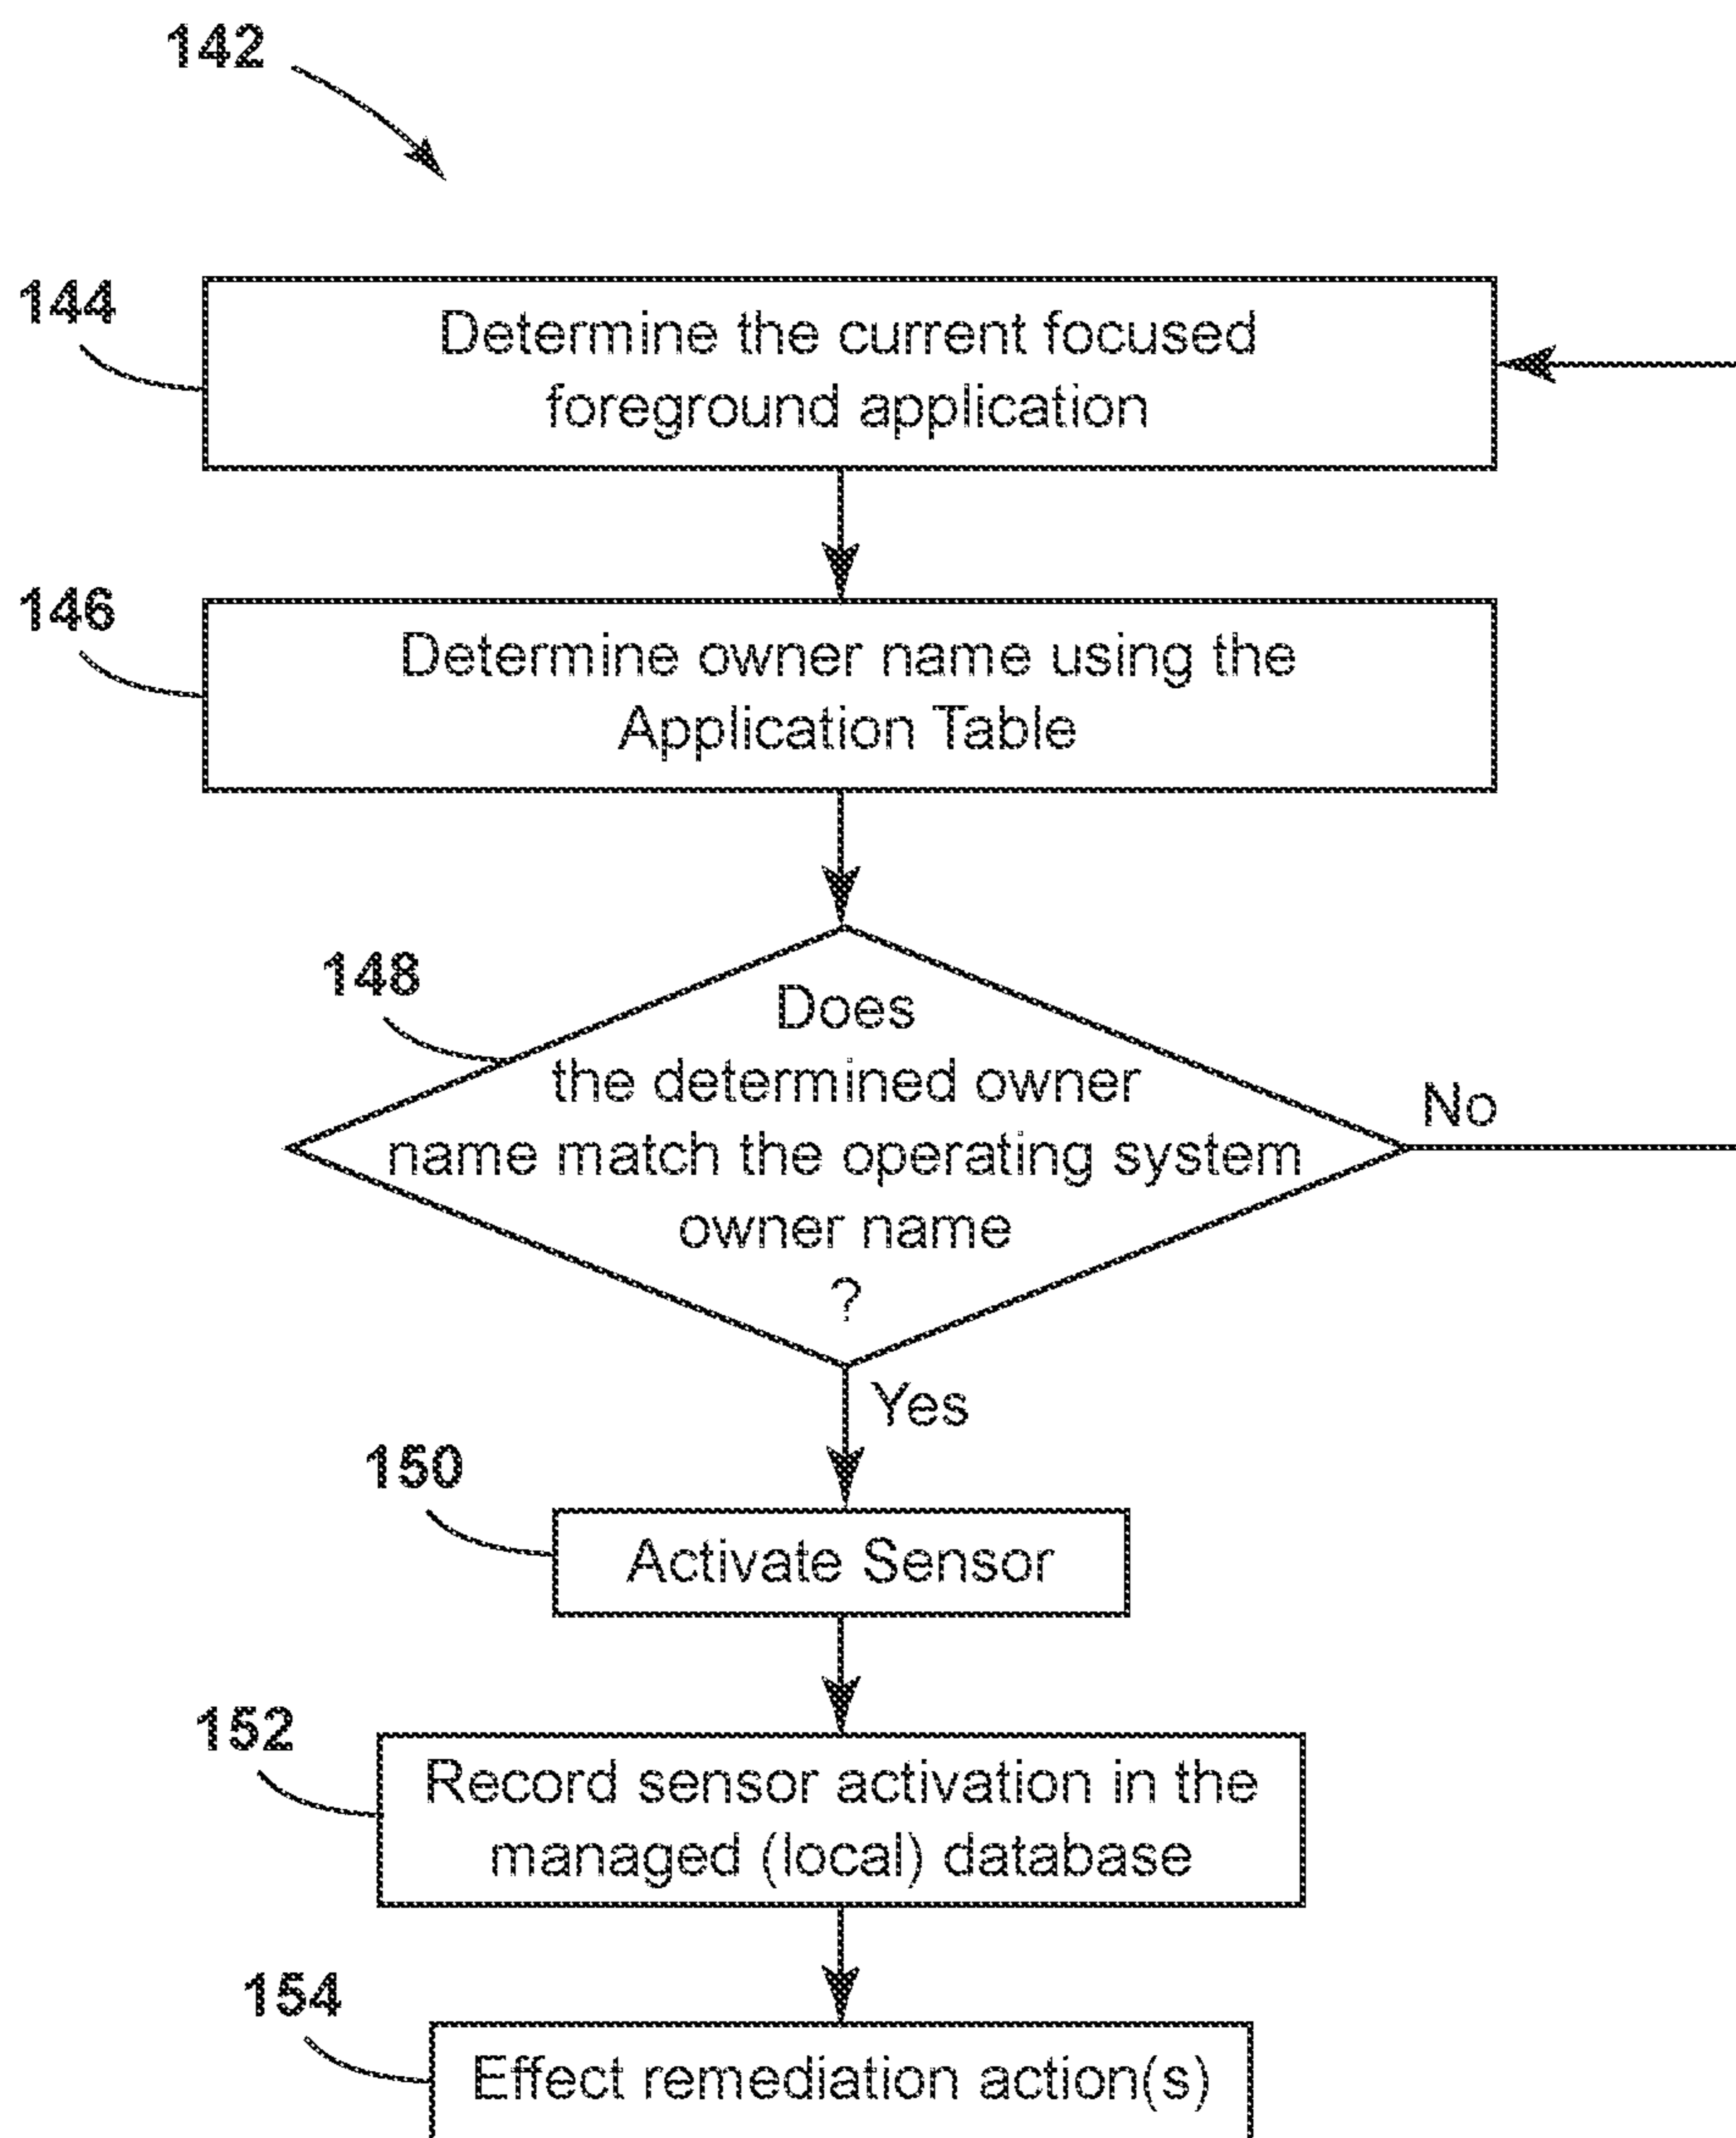 142
144
Determine the current focused
foreground application
146
Determine owner name using the
Application Table
148
Does
the determined owner
name match the operating system
owner name
?
No
Yes
150
Activate Sensor
152
Record sensor activation in the
managed (local) database
154
Effect remediation action(s)